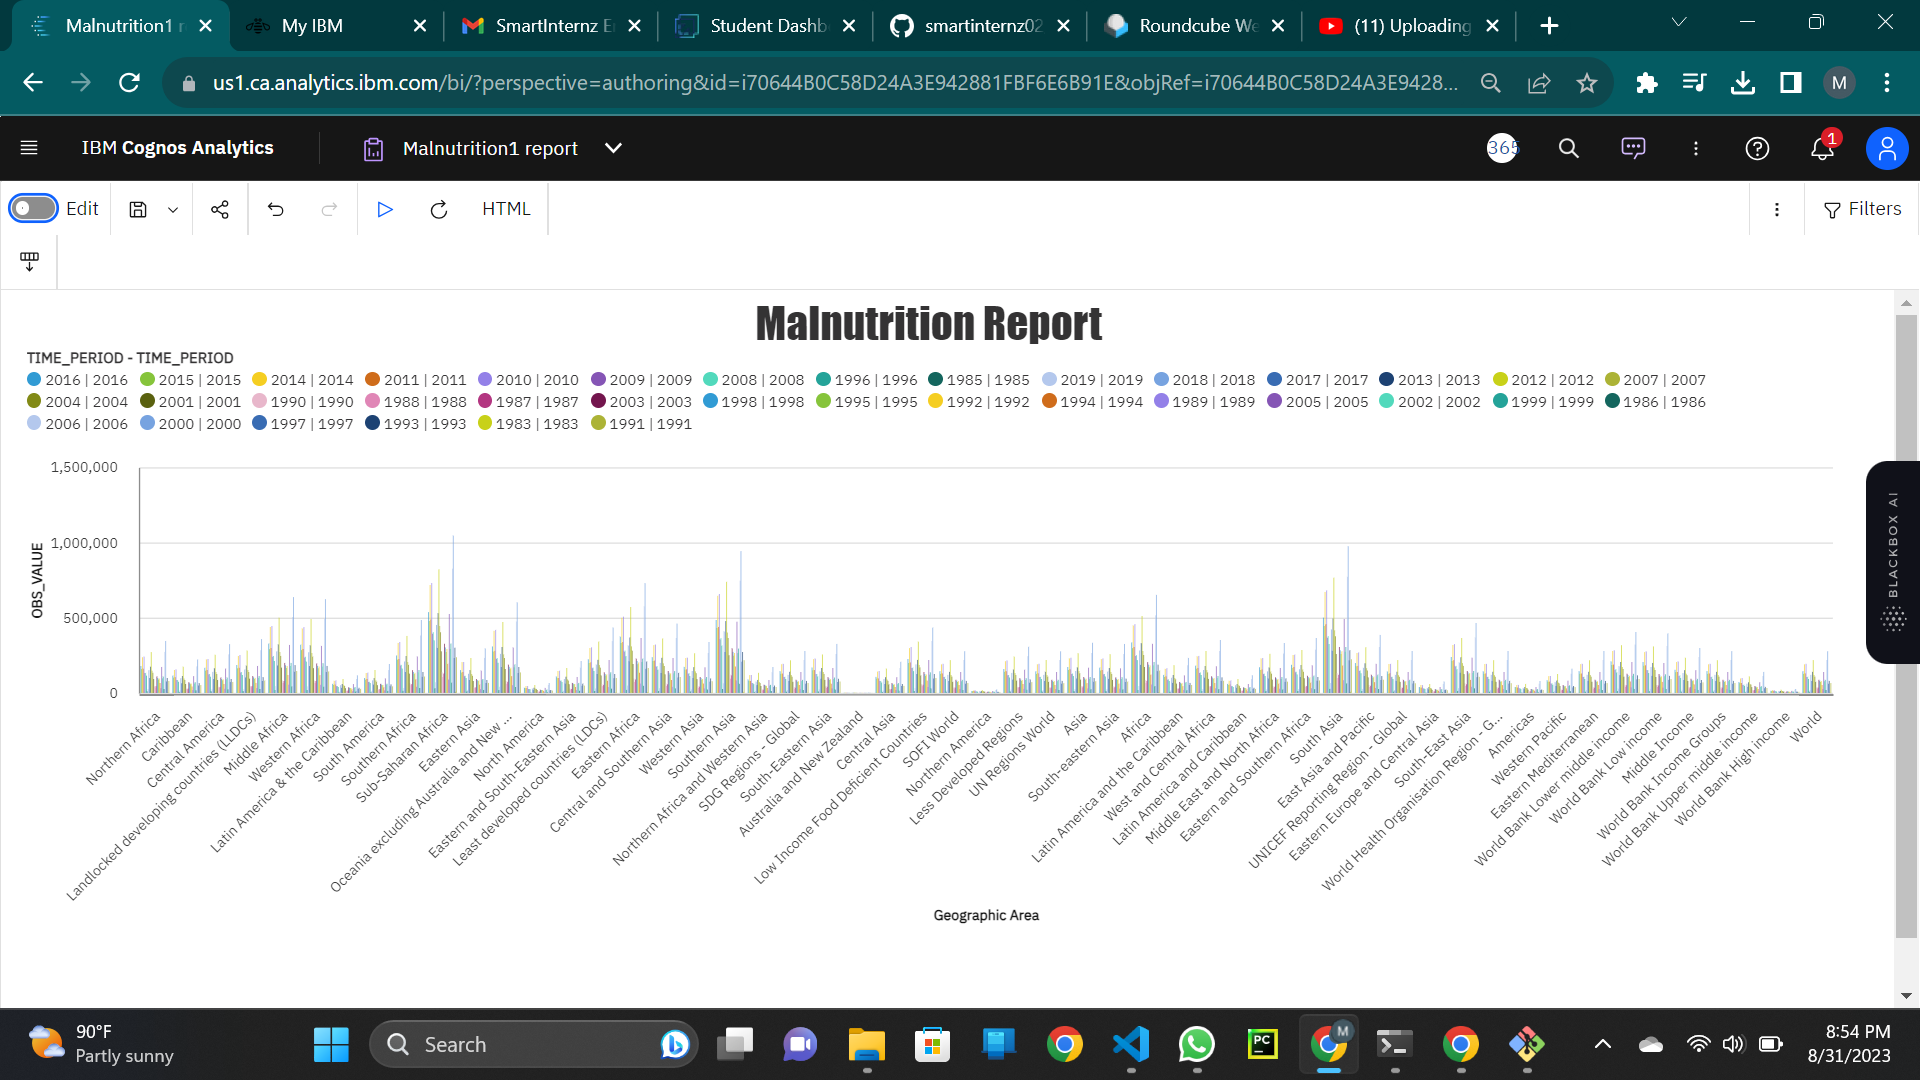 Malnutrition1 r
My IBM
SmartInternz E
Student Dashb
smartinternz02
Roundcube We
(11) Uploading
us1.ca.analytics.ibm.com/bi/?perspective=authoring&id=i70644B0C58D24A3E942881FBF6E6B91E&objRef=i70644B0C58D24A3E9428...
M
IBM Cognos Analytics
Malnutrition1 report
365
1
Edit
HTML
Filters
Malnutrition Report
TIME_PERIOD - TIME_PERIOD
2016 | 2016 2015 | 2015 2014 | 2014 2011 | 2011 2010 | 2010 2009 | 2009 2008 | 2008 1996 | 1996 1985 | 1985 2019 | 2019 2018 | 2018 2017 | 2017 2013 | 2013 2012 | 2012 2007 | 2007
2004 | 2004 2001 | 2001 1990 | 1990 1988 | 1988 1987 | 1987 2003 | 2003 1998 | 1998 1995 | 1995 1992 | 1992 1994 | 1994 1989 | 1989 2005 | 2005 2002 | 2002 1999 | 1999 1986 | 1986
2006 | 2006 2000 | 2000 1997 | 1997 1993 | 1993 1983 | 1983 1991 | 1991
OBS_VALUE
1,500,000
1,000,000
500,000
0
Northern Africa
Caribbean
Central America
Landlocked developing countries (LLDCs)
Middle Africa
Western Africa
Latin America & the Caribbean
South America
Southern Africa
Sub-Saharan Africa
Eastern Asia
Oceania excluding Australia and New ...
North America
Eastern and South-Eastern Asia
Least developed countries (LDCs)
Eastern Africa
Central and Southern Asia
Western Asia
Southern Asia
Northern Africa and Western Asia
SDG Regions - Global
South-Eastern Asia
Australia and New Zealand
Central Asia
Low Income Food Deficient Countries
SOFI World
Northern America
Less Developed Regions
UN Regions World
Asia
South-eastern Asia
Africa
Latin America and the Caribbean
West and Central Africa
Latin America and Caribbean
Middle East and North Africa
Eastern and Southern Africa
South Asia
East Asia and Pacific
UNICEF Reporting Region - Global
Eastern Europe and Central Asia
South-East Asia
World Health Organisation Region - G...
Americas
Western Pacific
Eastern Mediterranean
World Bank Lower middle income
World Bank Low income
Middle Income
World Bank Income Groups
World Bank Upper middle income
World Bank High income
World
Geographic Area
BLACKBOX AI
90°F
Partly sunny
Search
PC
M
8:54 PM
8/31/2023